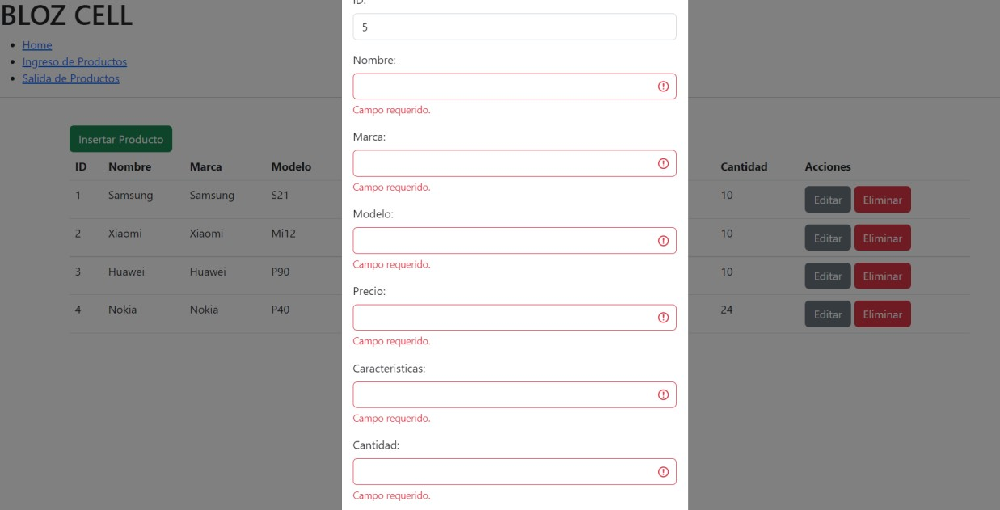 BLOZ CELL
Home
Ingreso de Productos
Salida de Productos
Insertar Producto
ID Nombre Marca Modelo Cantidad Acciones
1 Samsung Samsung S21 10 Editar Eliminar
2 Xiaomi Xiaomi Mi12 10 Editar Eliminar
3 Huawei Huawei P90 10 Editar Eliminar
4 Nokia Nokia P40 24 Editar Eliminar
ID:
5
Nombre:
Campo requerido.
Marca:
Campo requerido.
Modelo:
Campo requerido.
Precio:
Campo requerido.
Caracteristicas:
Campo requerido.
Cantidad:
Campo requerido.